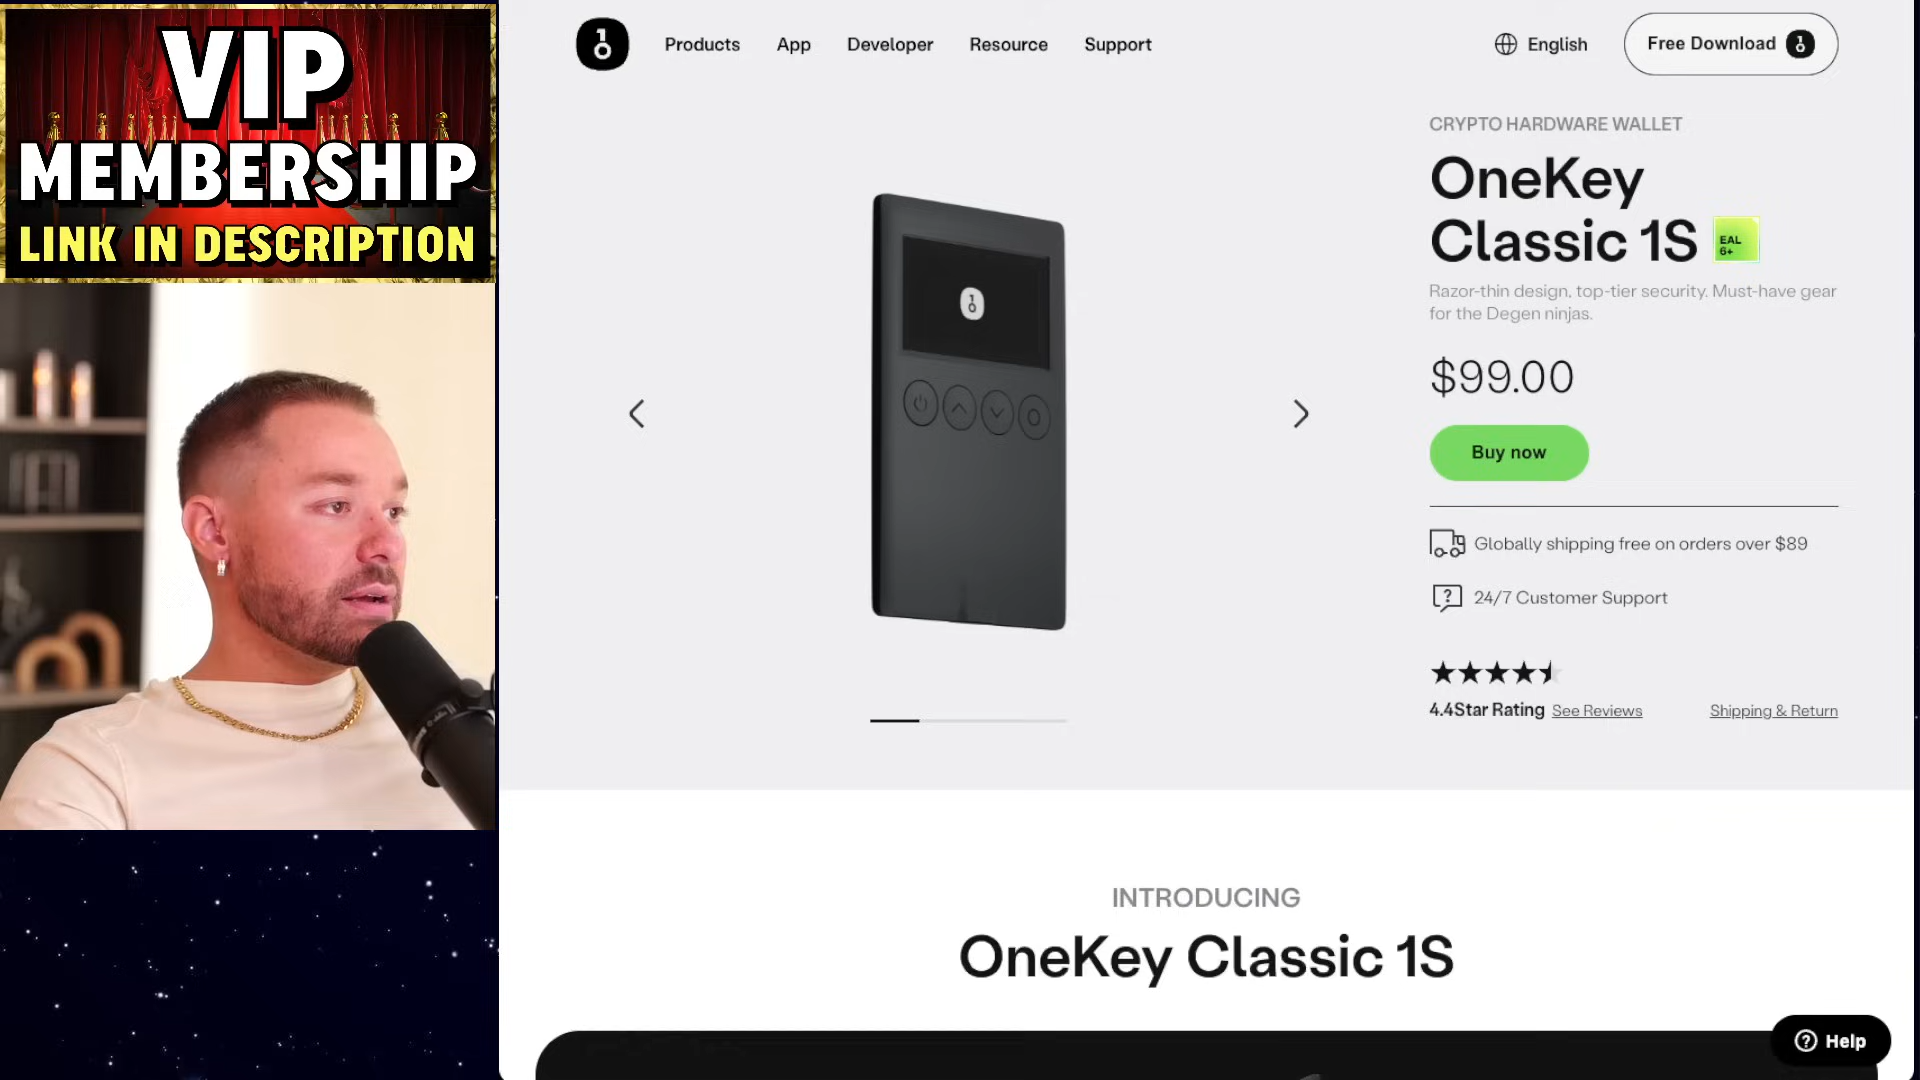 VIP
MEMBERSHIP
LINK IN DESCRIPTION
Products
App
Developer
Resource
Support
English
Free Download
CRYPTO HARDWARE WALLET
OneKey
Classic 1S
EAL
6+
Razor-thin design, top-tier security. Must-have gear
for the Degen ninjas.
$99.00
Buy now
Globally shipping free on orders over $89
24/7 Customer Support
4.4Star Rating See Reviews
Shipping & Return
INTRODUCING
OneKey Classic 1S
Help